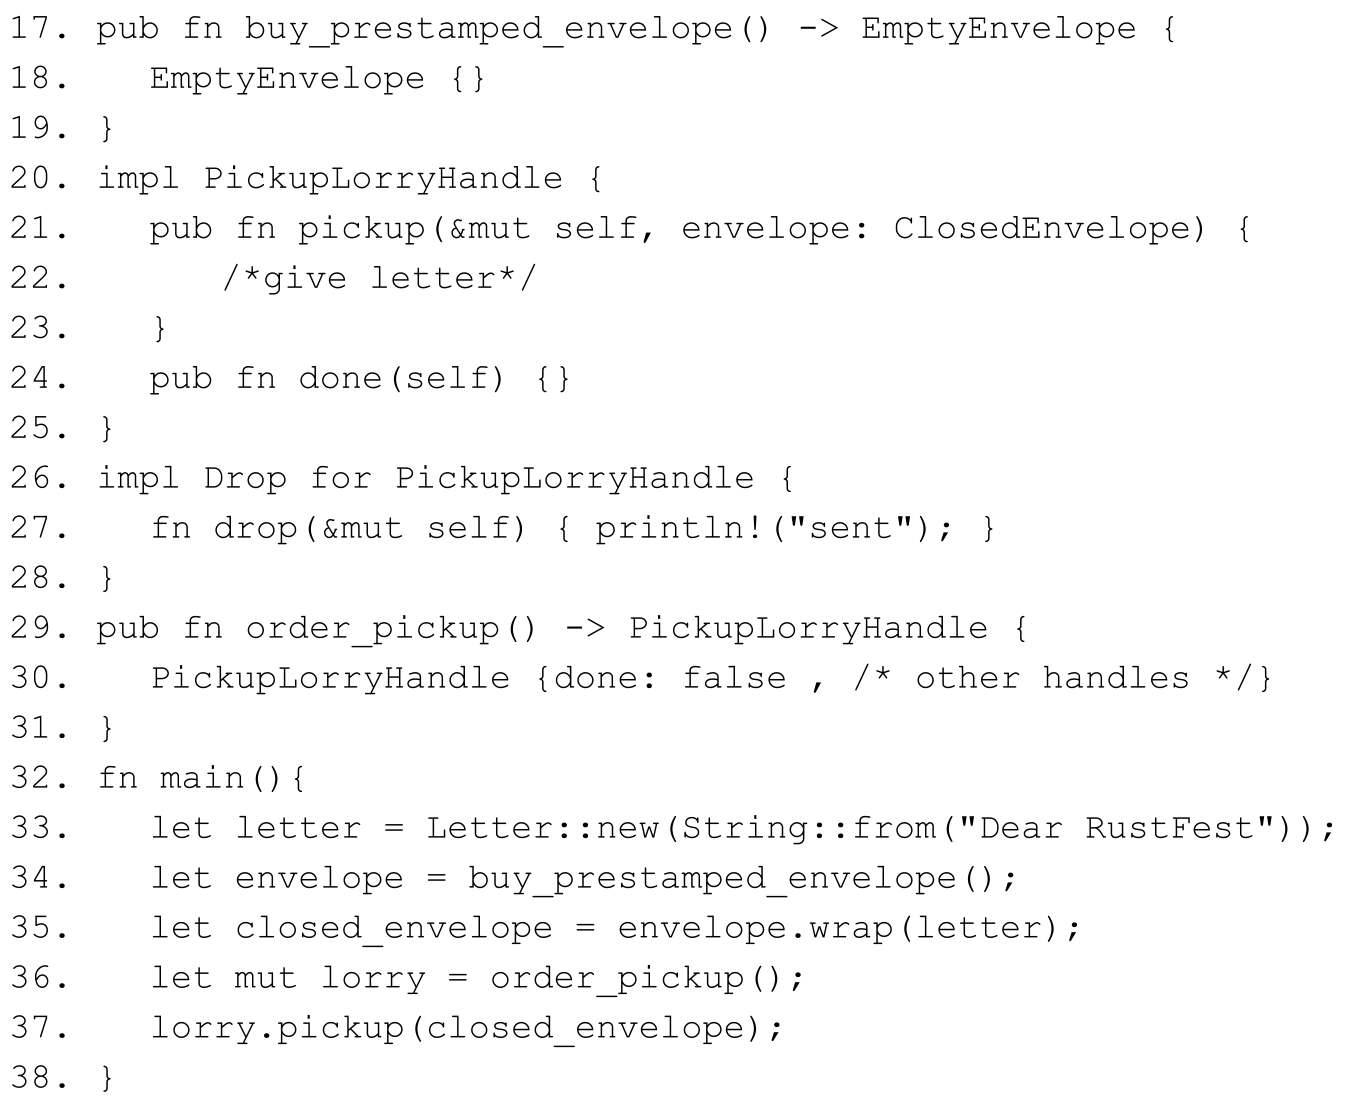 17. pub fn buy_prestamped_envelope() -> EmptyEnvelope {
18.    EmptyEnvelope {}
19. }
20. impl PickupLorryHandle {
21.    pub fn pickup(&mut self, envelope: ClosedEnvelope) {
22.       /*give letter*/
23.    }
24.    pub fn done(self) {}
25. }
26. impl Drop for PickupLorryHandle {
27.    fn drop(&mut self) { println!("sent"); }
28. }
29. pub fn order_pickup() -> PickupLorryHandle {
30.    PickupLorryHandle {done: false , /* other handles */}
31. }
32. fn main(){
33.    let letter = Letter::new(String::from("Dear RustFest"));
34.    let envelope = buy_prestamped_envelope();
35.    let closed_envelope = envelope.wrap(letter);
36.    let mut lorry = order_pickup();
37.    lorry.pickup(closed_envelope);
38. }